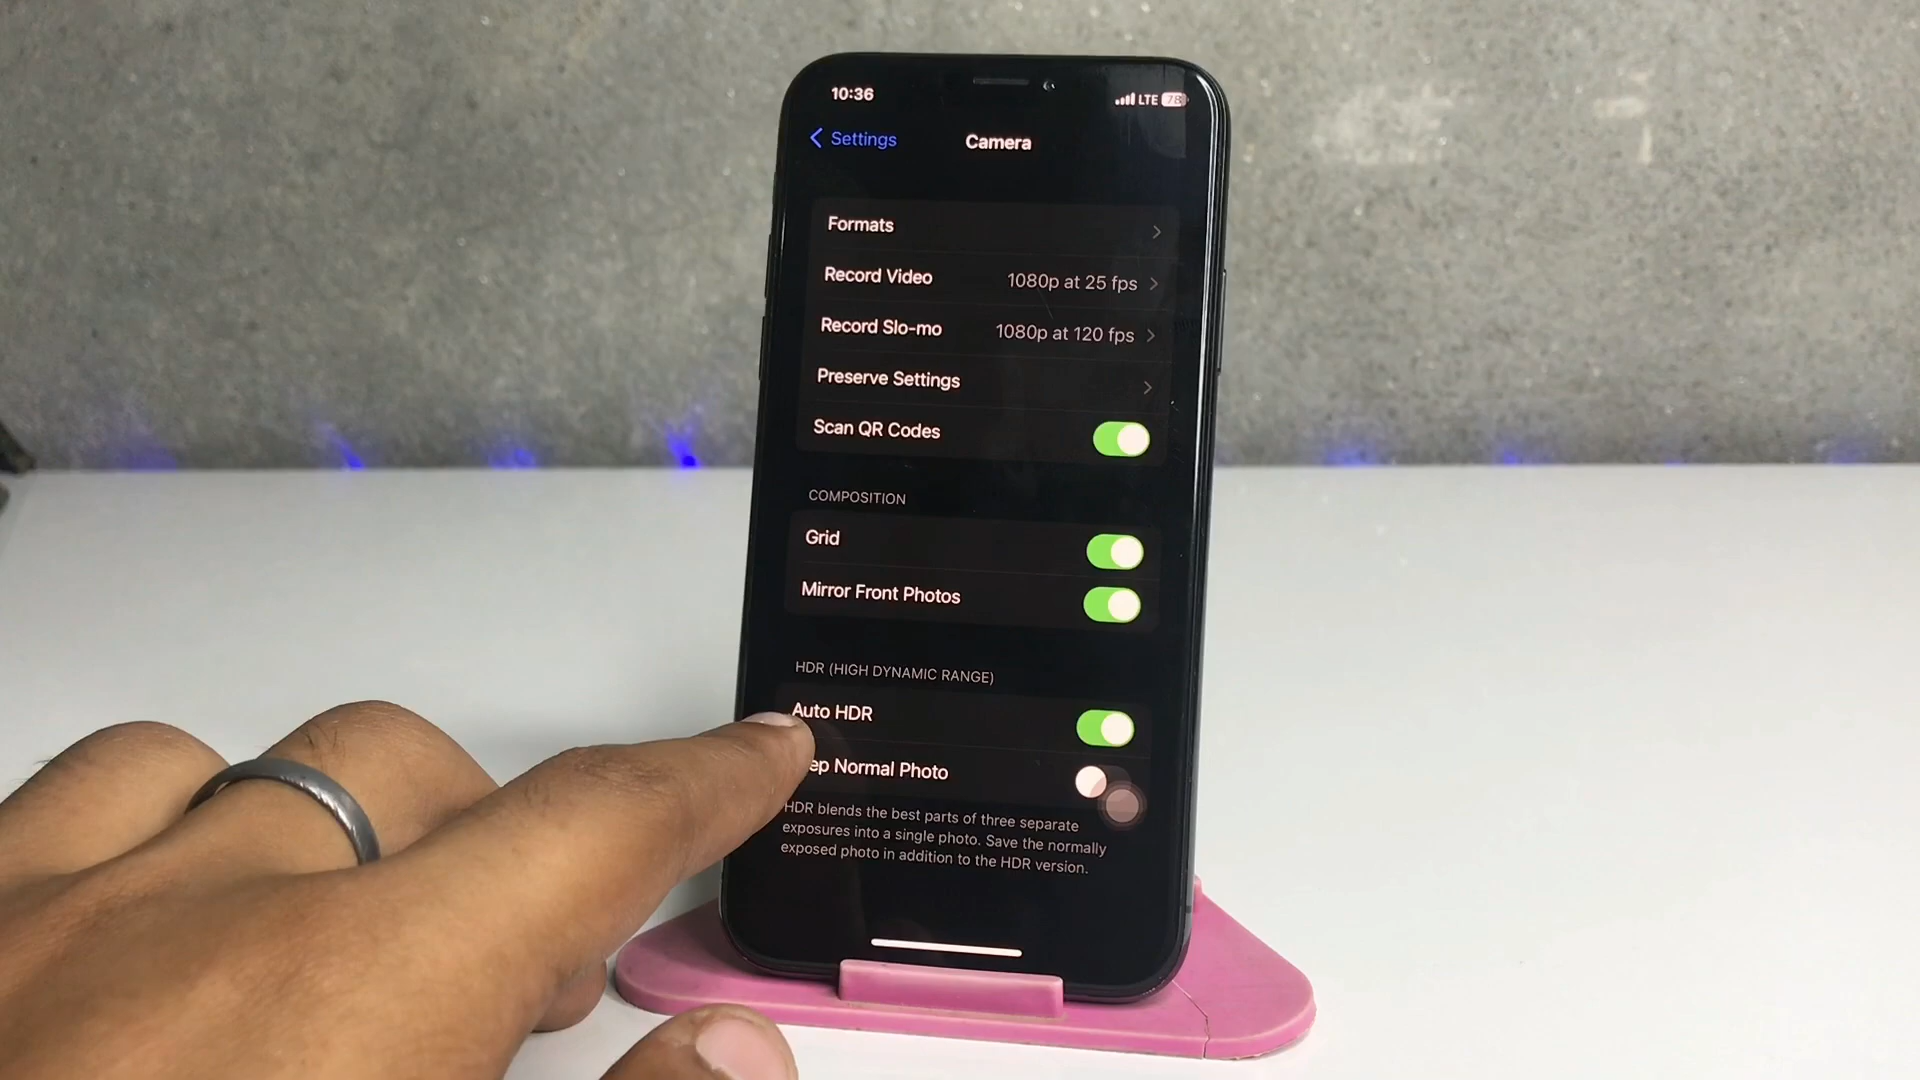 10:36
LTE 78
Settings
Camera
Formats
Record Video 1080p at 25 fps
Record Slo-mo 1080p at 120 fps
Preserve Settings
Scan QR Codes
COMPOSITION
Grid
Mirror Front Photos
HDR (HIGH DYNAMIC RANGE)
Auto HDR
ep Normal Photo
HDR blends the best parts of three separate
exposures into a single photo. Save the normally
exposed photo in addition to the HDR version.